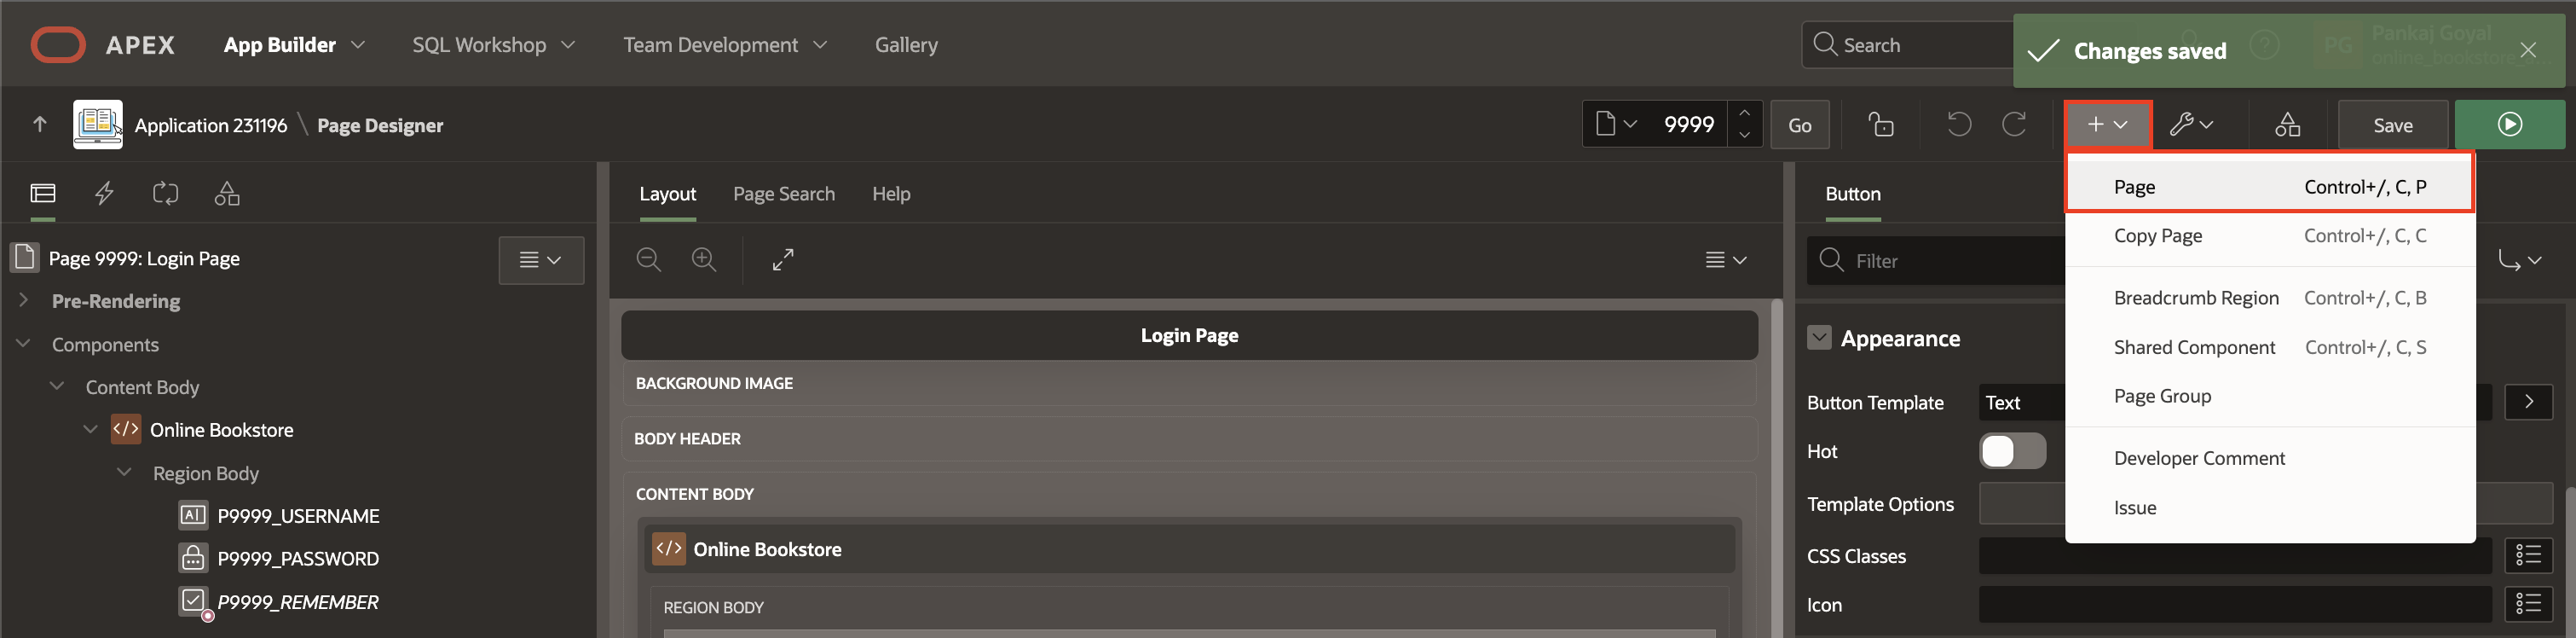 APEX
App Builder
SQL Workshop
Team Development
Gallery
Search
Changes saved
PG
Pankaj Goyal
Application 231196 \ Page Designer
9999
Go
Save
Page 9999: Login Page
Pre-Rendering
Components
Content Body
Online Bookstore
Region Body
P9999_USERNAME
P9999_PASSWORD
P9999_REMEMBER
Layout
Page Search
Help
Login Page
BACKGROUND IMAGE
BODY HEADER
CONTENT BODY
Online Bookstore
REGION BODY
Button
Filter
Appearance
Button Template
Text
Hot
Template Options
CSS Classes
Icon
Page Control+/, C, P
Copy Page Control+/, C, C
Breadcrumb Region Control+/, C, B
Shared Component Control+/, C, S
Page Group
Developer Comment
Issue